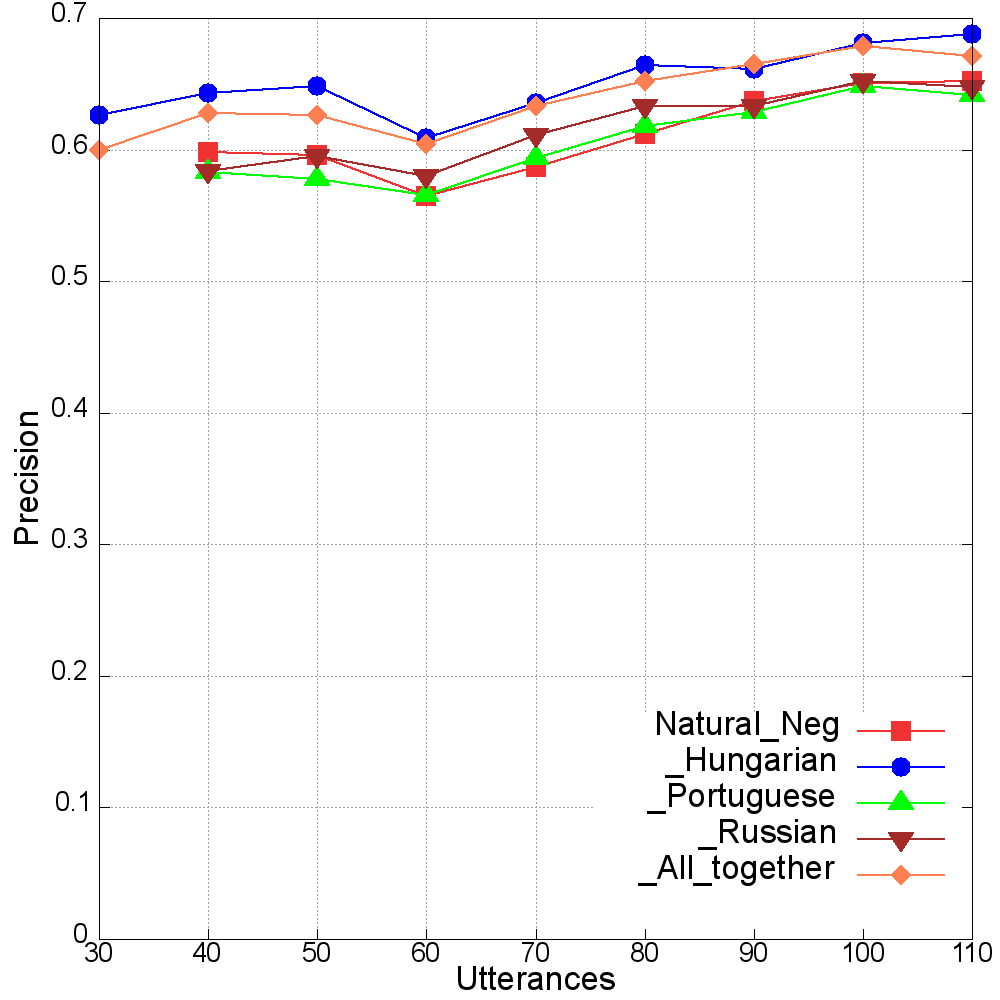 0.7
0.6
0.5
0.4
0.3
0.2
0.1
0
Precision
Natural_Neg
_Hungarian
_Portuguese
_Russian
_All_together
30 40 50 60 70 80 90 100 110
Utterances